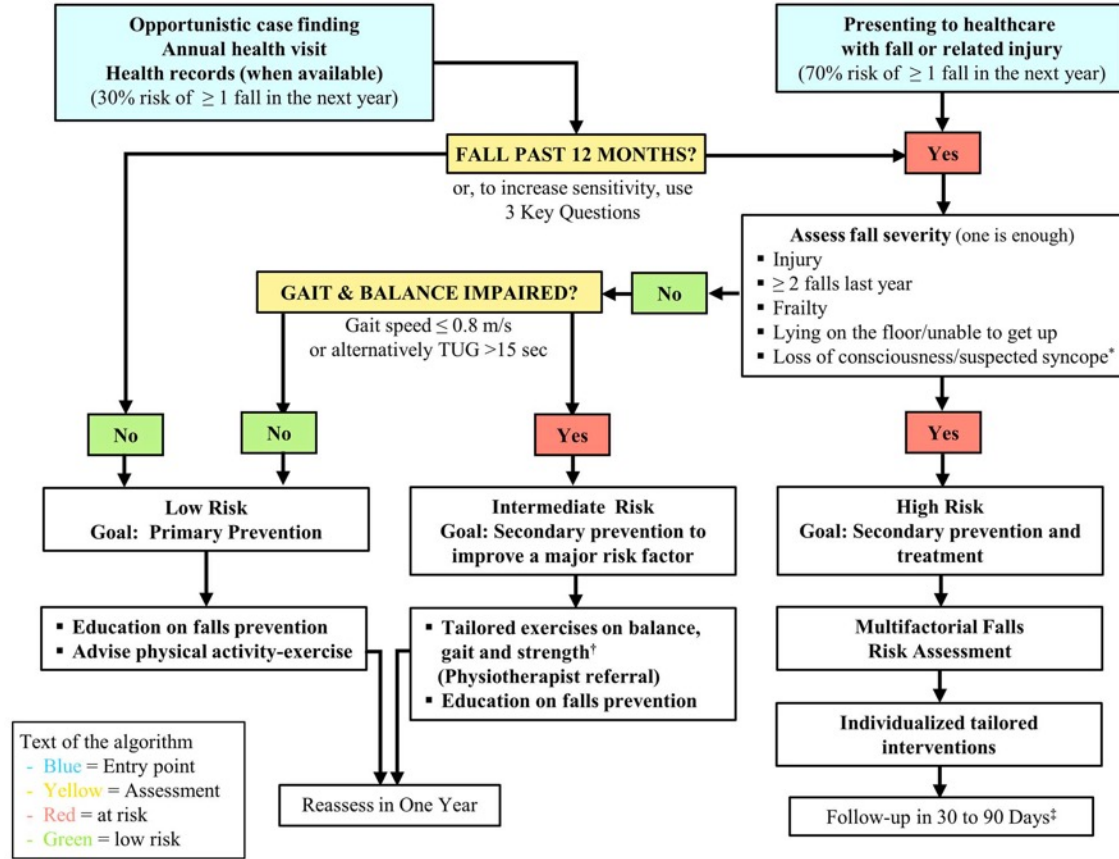 Opportunistic case finding
Annual health visit
Health records (when available)
(30% risk of ≥ 1 fall in the next year)
Presenting to healthcare
with fall or related injury
(70% risk of ≥ 1 fall in the next year)
FALL PAST 12 MONTHS?
or, to increase sensitivity, use
3 Key Questions
Yes
Assess fall severity (one is enough)
▪ Injury
▪ ≥ 2 falls last year
▪ Frailty
▪ Lying on the floor/unable to get up
▪ Loss of consciousness/suspected syncope*
No
GAIT & BALANCE IMPAIRED?
Gait speed ≤ 0.8 m/s
or alternatively TUG >15 sec
No
No
Yes
Yes
Low Risk
Goal: Primary Prevention
Intermediate Risk
Goal: Secondary prevention to
improve a major risk factor
High Risk
Goal: Secondary prevention and
treatment
▪ Education on falls prevention
▪ Advise physical activity-exercise
▪ Tailored exercises on balance,
gait and strength†
(Physiotherapist referral)
▪ Education on falls prevention
Multifactorial Falls
Risk Assessment
Individualized tailored
interventions
Reassess in One Year
Follow-up in 30 to 90 Days‡
Text of the algorithm
- Blue = Entry point
- Yellow = Assessment
- Red = at risk
- Green = low risk